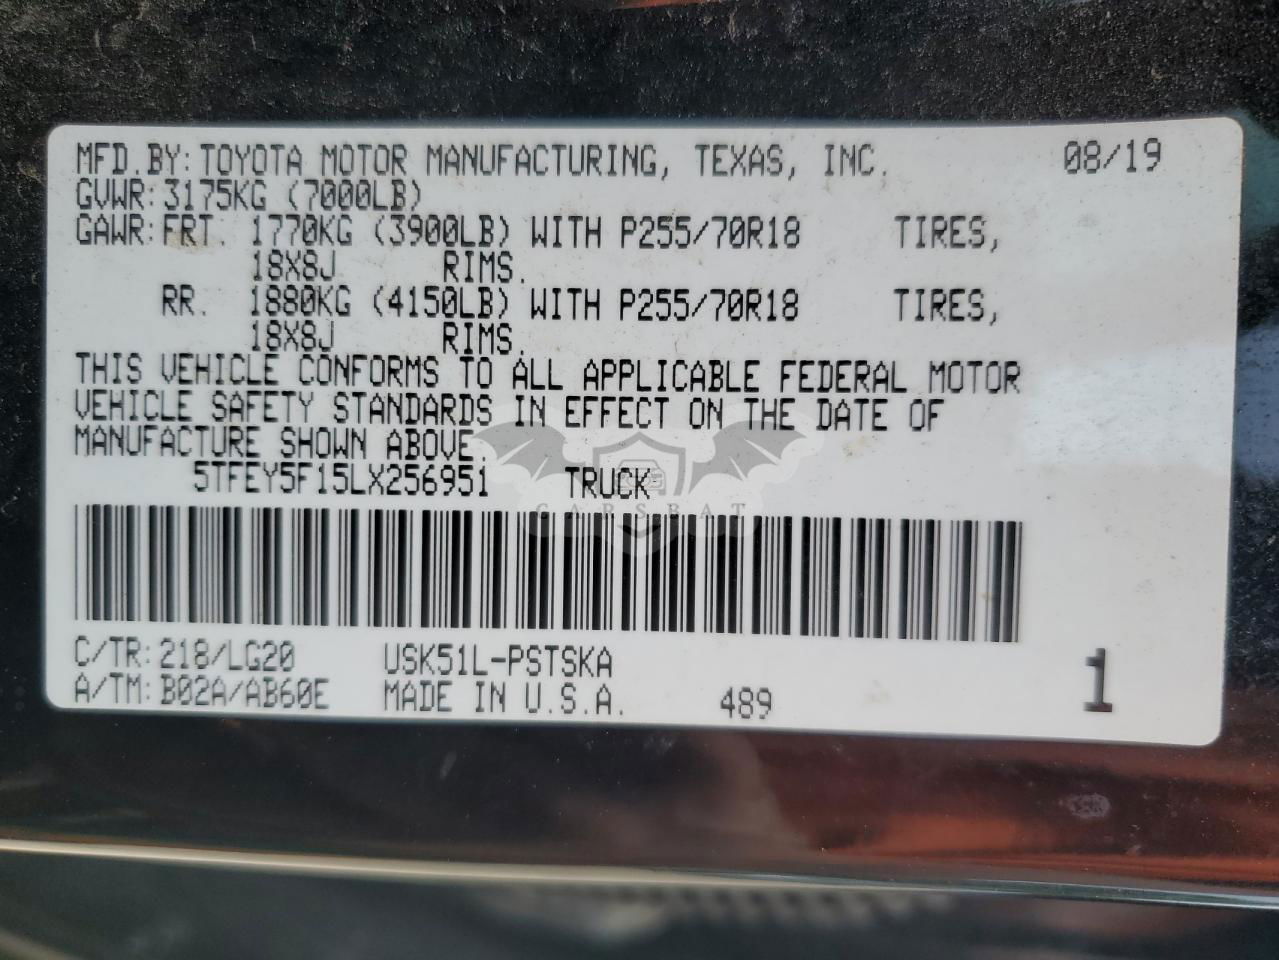 MFD.BY: TOYOTA MOTOR MANUFACTURING, TEXAS, INC. 08/19
GVWR: 3175KG (7000LB)
GAWR: FRT. 1770KG (3900LB) WITH P255/70R18 TIRES,
18X8J RIMS.
RR. 1880KG (4150LB) WITH P255/70R18 TIRES,
18X8J RIMS.
THIS VEHICLE CONFORMS TO ALL APPLICABLE FEDERAL MOTOR
VEHICLE SAFETY STANDARDS IN EFFECT ON THE DATE OF
MANUFACTURE SHOWN ABOVE.
5TFEY5F15LX256951 TRUCK
CARSBAT
C/TR: 218/LG20 USK51L-PSTSKA
A/TM: B02A/AB60E MADE IN U.S.A. 489 1